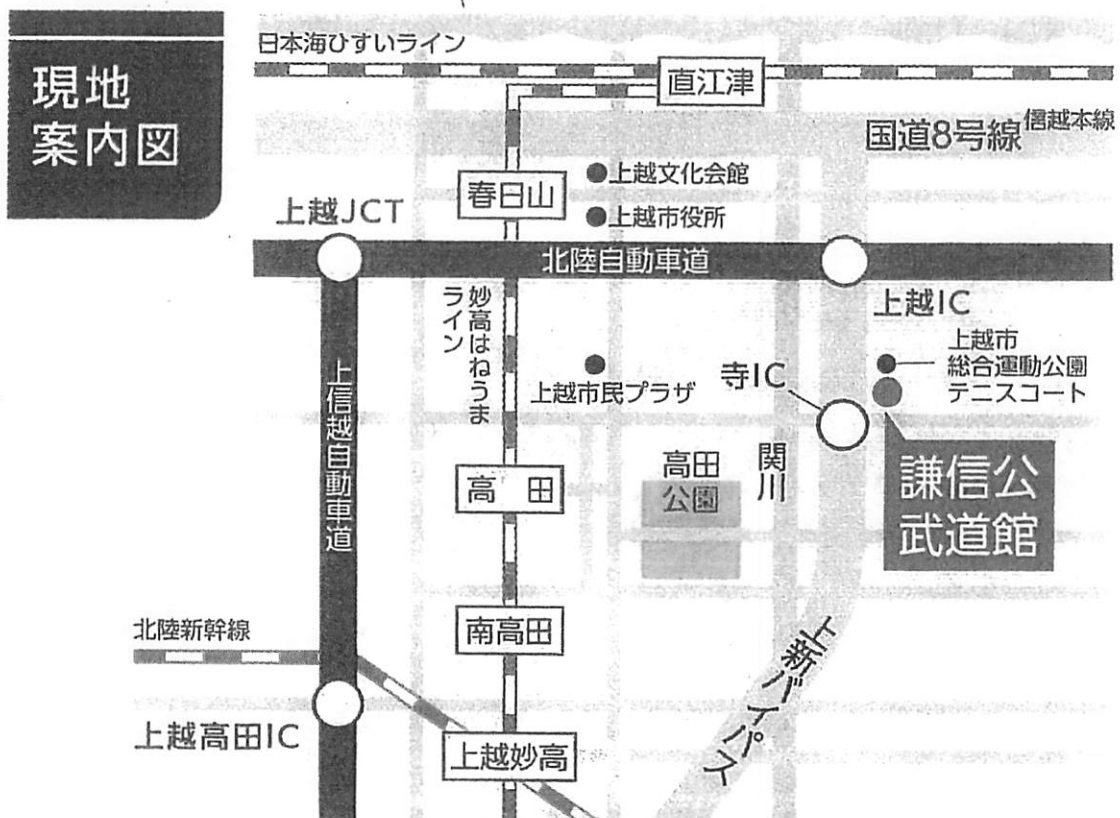 現地
案内図
日本海ひすいライン
直江津
国道8号線
信越本線
春日山
上越文化会館
上越市役所
上越JCT
北陸自動車道
上越IC
妙高はねうま
ライン
上越市
総合運動公園
テニスコート
上越市民プラザ
寺IC
上信越自動車道
高田
公園
関川
謙信公
武道館
高 田
南高田
北陸新幹線
上新バイパス
上越高田IC
上越妙高